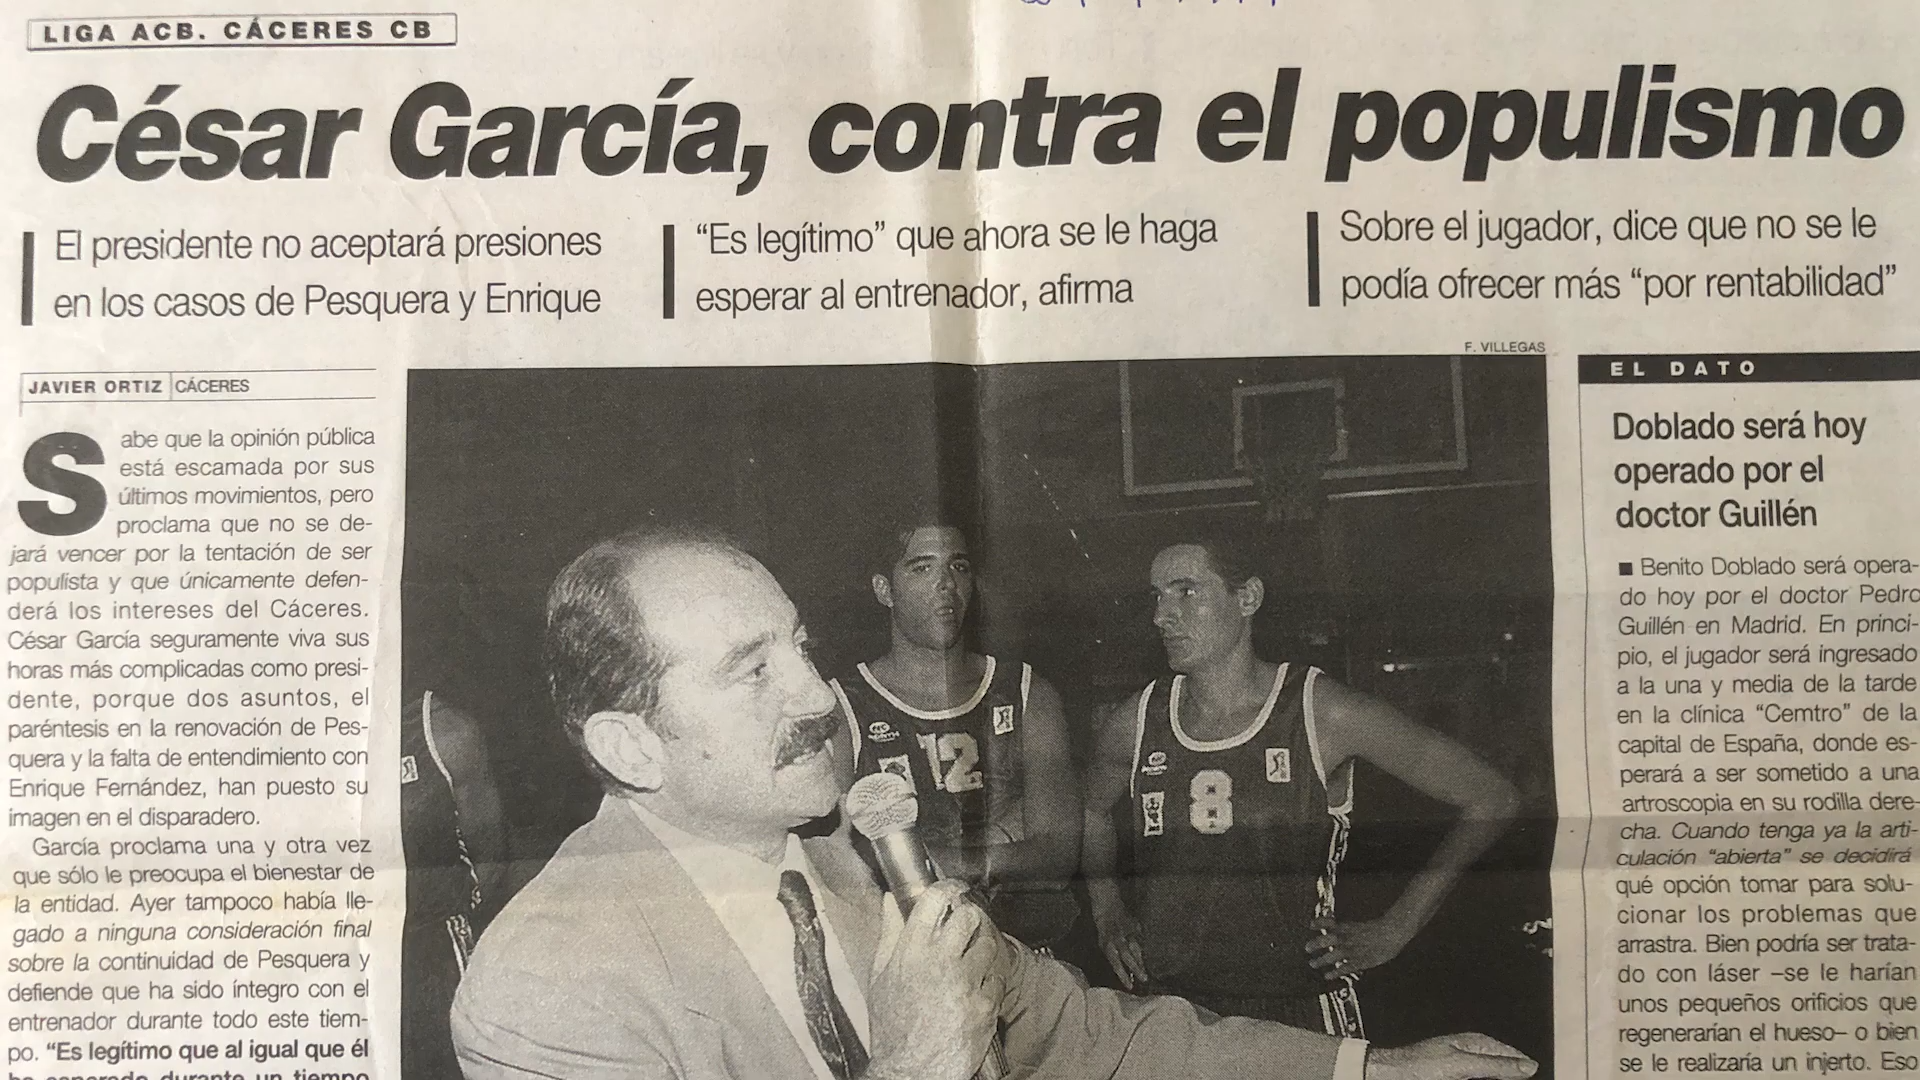 LIGA ACB. CÁCERES CB
César García, contra el populismo
El presidente no aceptará presiones
en los casos de Pesquera y Enrique
“Es legítimo” que ahora se le haga
esperar al entrenador, afirma
Sobre el jugador, dice que no se le
podía ofrecer más “por rentabilidad”
F. VILLEGAS
JAVIER ORTIZ CÁCERES
Sabe que la opinión pública
está escamada por sus
últimos movimientos, pero
proclama que no se de-
jará vencer por la tentación de ser
populista y que únicamente defen-
derá los intereses del Cáceres.
César García seguramente viva sus
horas más complicadas como presi-
dente, porque dos asuntos, el
paréntesis en la renovación de Pes-
quera y la falta de entendimiento con
Enrique Fernández, han puesto su
imagen en el disparadero.
García proclama una y otra vez
que sólo le preocupa el bienestar de
la entidad. Ayer tampoco había lle-
gado a ninguna consideración final
sobre la continuidad de Pesquera y
defiende que ha sido íntegro con el
entrenador durante todo este tiem-
po. “Es legítimo que al igual que él
ha esperado durante un tiempo
12
8
EL DATO
Doblado será hoy
operado por el
doctor Guillén
■ Benito Doblado será opera-
do hoy por el doctor Pedro
Guillén en Madrid. En princi-
pio, el jugador será ingresado
a la una y media de la tarde
en la clínica “Cemtro” de la
capital de España, donde es-
perará a ser sometido a una
artroscopia en su rodilla dere-
cha. Cuando tenga ya la arti-
culación “abierta” se decidirá
qué opción tomar para solu-
cionar los problemas que
arrastra. Bien podría ser trata-
do con láser –se le harían
unos pequeños orificios que
regenerarían el hueso– o bien
se le realizaría un injerto. Eso